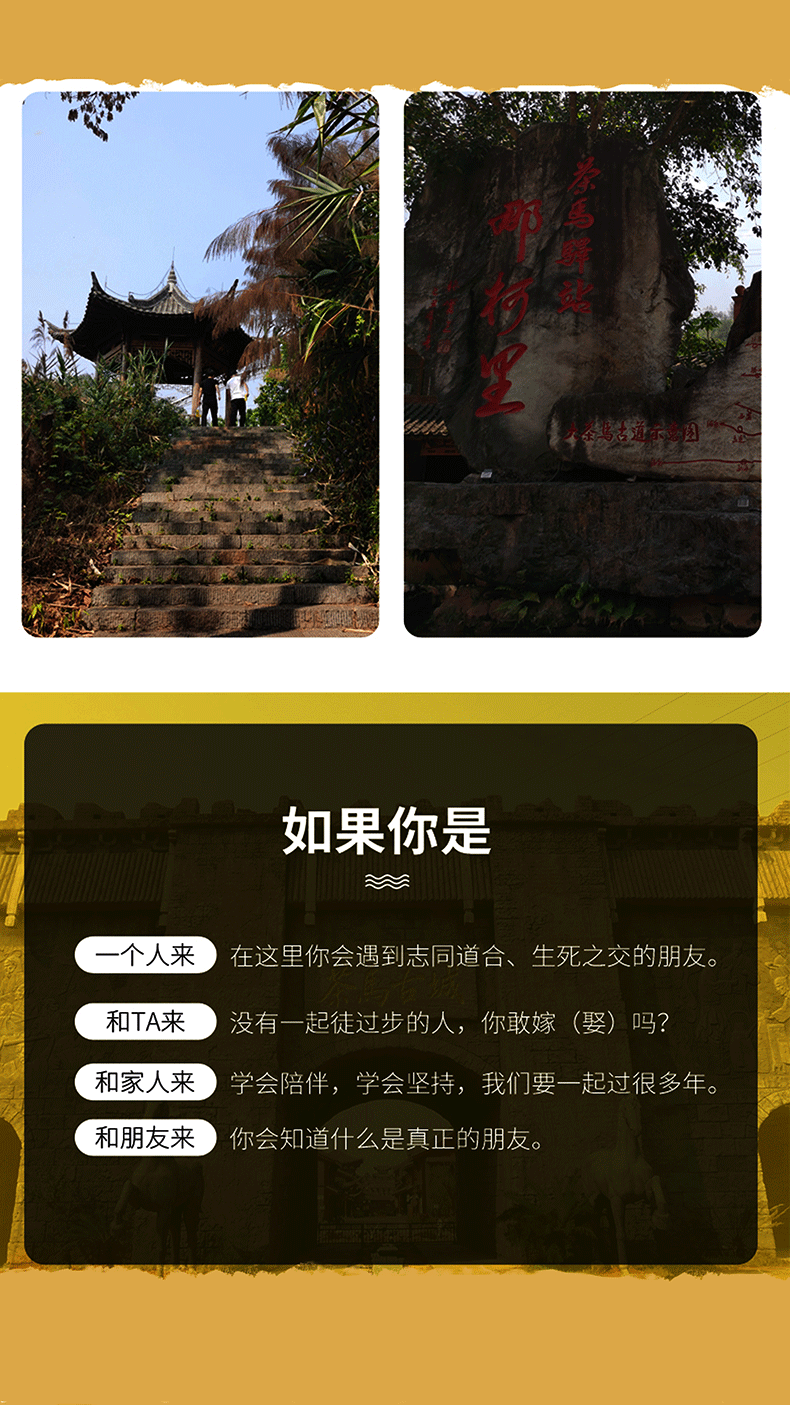 茶馬驿站
那柯里
茶马古道示意图
如果你是
一个人来 在这里你会遇到志同道合、生死之交的朋友。
和TA来 没有一起徒过步的人，你敢嫁（娶）吗？
和家人来 学会陪伴，学会坚持，我们要一起过很多年。
和朋友来 你会知道什么是真正的朋友。